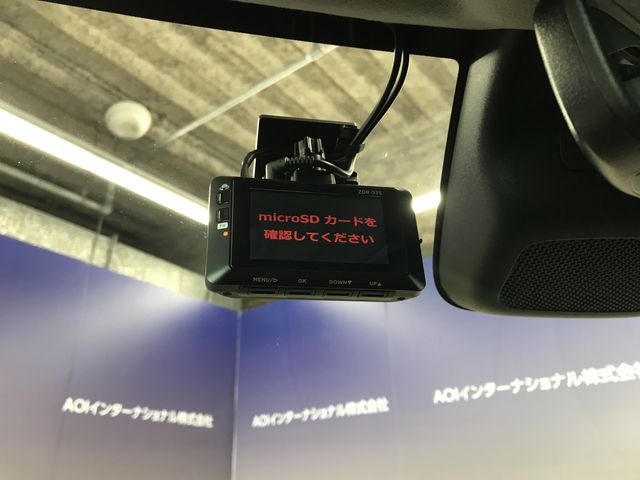 ZDR 035
microSD カードを
確認してください
MENU/⮌ OK DOWN▼ UP▲
AOIインターナショナル株式会社
AOIインターナショナル株式会社
AOIインターナショナル株式会社